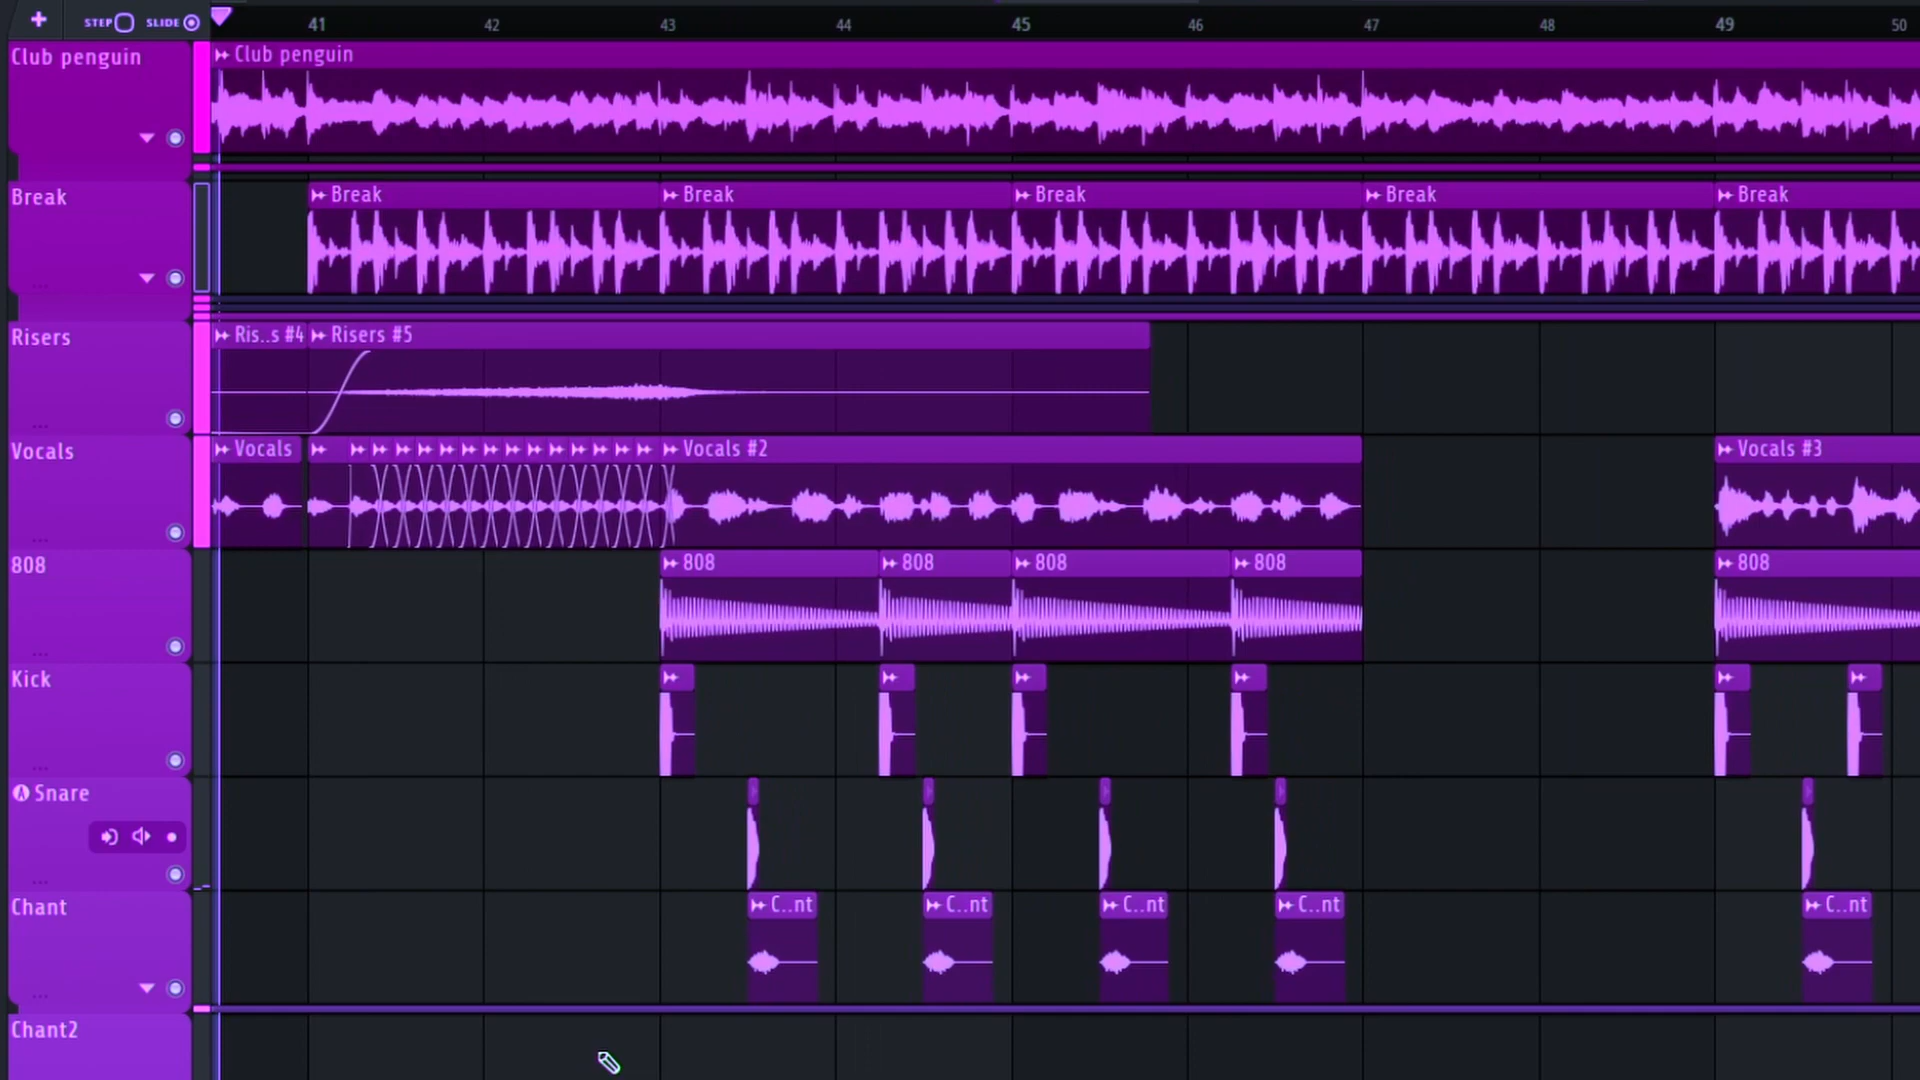 + STEP SLIDE 41 42 43 44 45 46 47 48 49 50
Club penguin
Club penguin
Break
Break Break Break Break Break
Risers
Ris..s #4 Risers #5
Vocals
Vocals Vocals #2 Vocals #3
808
808 808 808 808 808
Kick
Snare
Chant
C..nt C..nt C..nt C..nt C..nt
Chant2